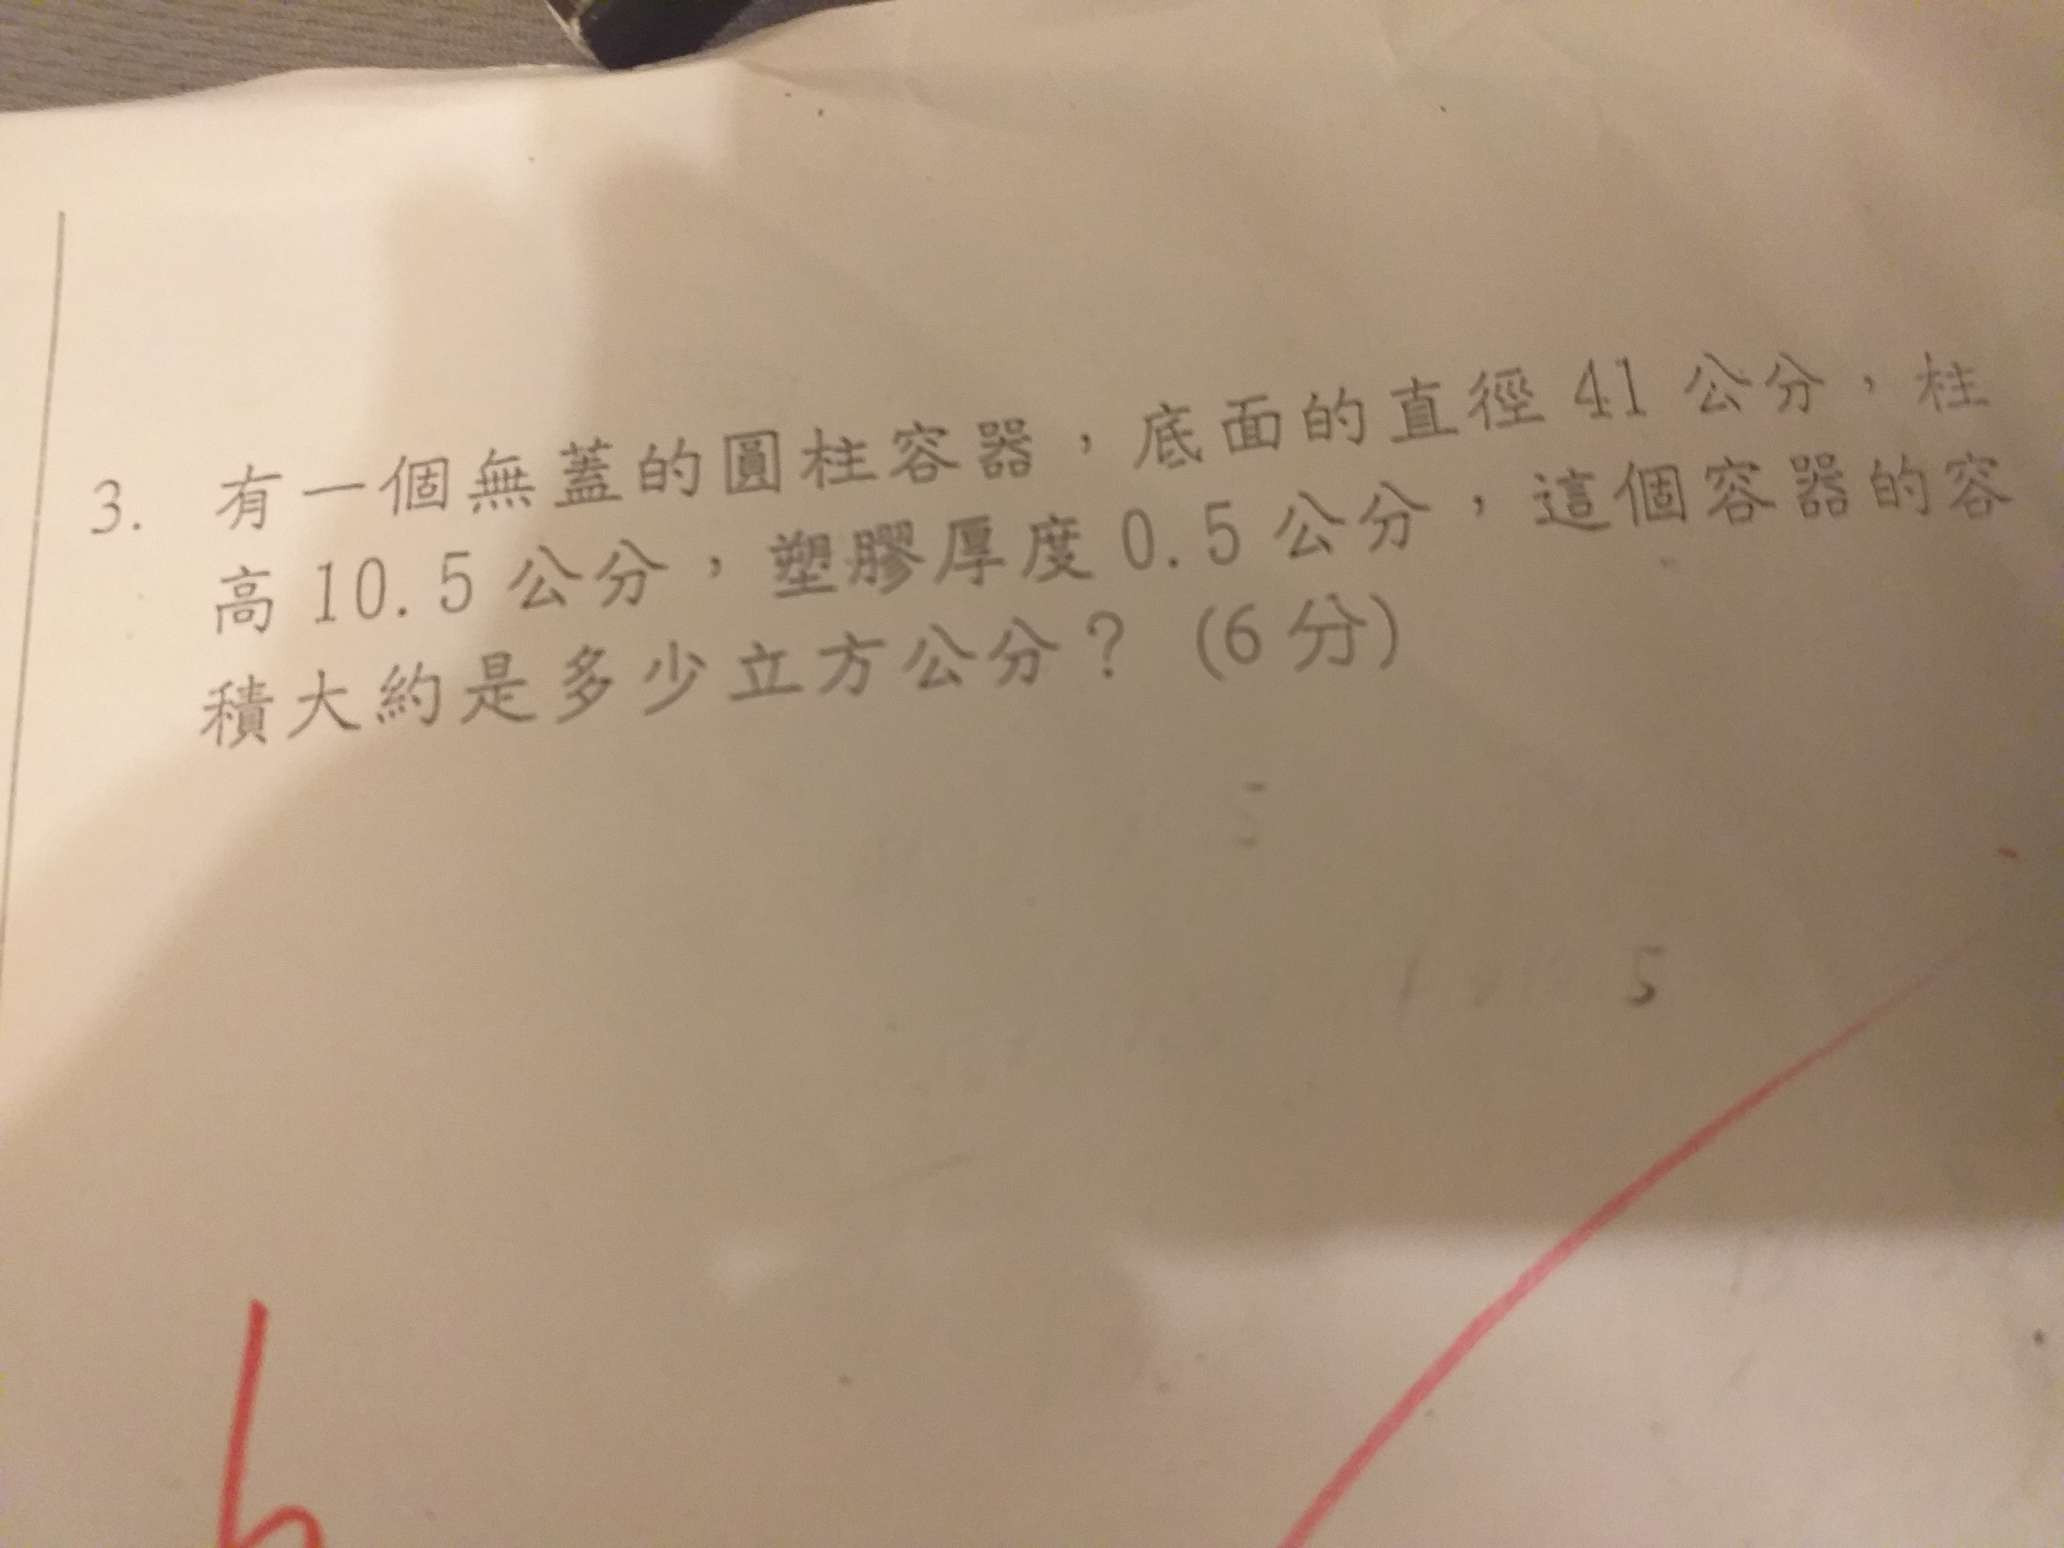 3. 有一個無蓋的圓柱容器，底面的直徑 41 公分，柱
高 10.5 公分，塑膠厚度 0.5 公分，這個容器的容
積大約是多少立方公分？(6 分)
5